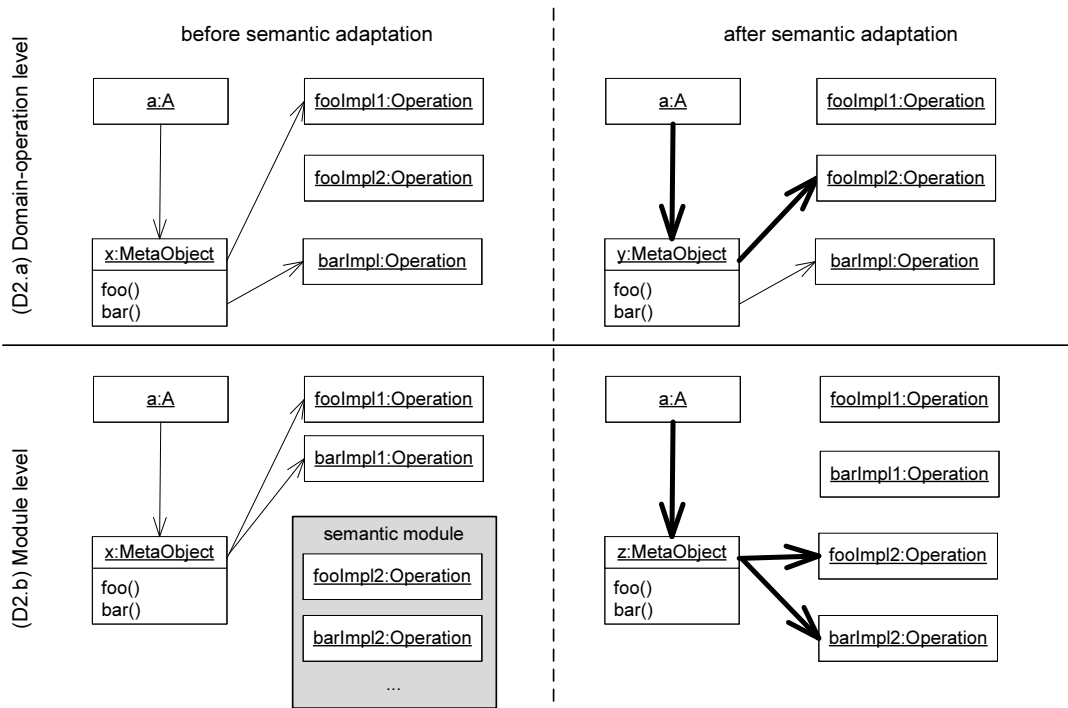 before semantic adaptation
after semantic adaptation
(D2.a) Domain-operation level
a:A
fooImpl1:Operation
fooImpl2:Operation
x:MetaObject
foo()
bar()
barImpl:Operation
a:A
fooImpl1:Operation
fooImpl2:Operation
y:MetaObject
foo()
bar()
barImpl:Operation
(D2.b) Module level
a:A
fooImpl1:Operation
barImpl1:Operation
x:MetaObject
foo()
bar()
semantic module
fooImpl2:Operation
barImpl2:Operation
...
a:A
fooImpl1:Operation
barImpl1:Operation
z:MetaObject
foo()
bar()
fooImpl2:Operation
barImpl2:Operation